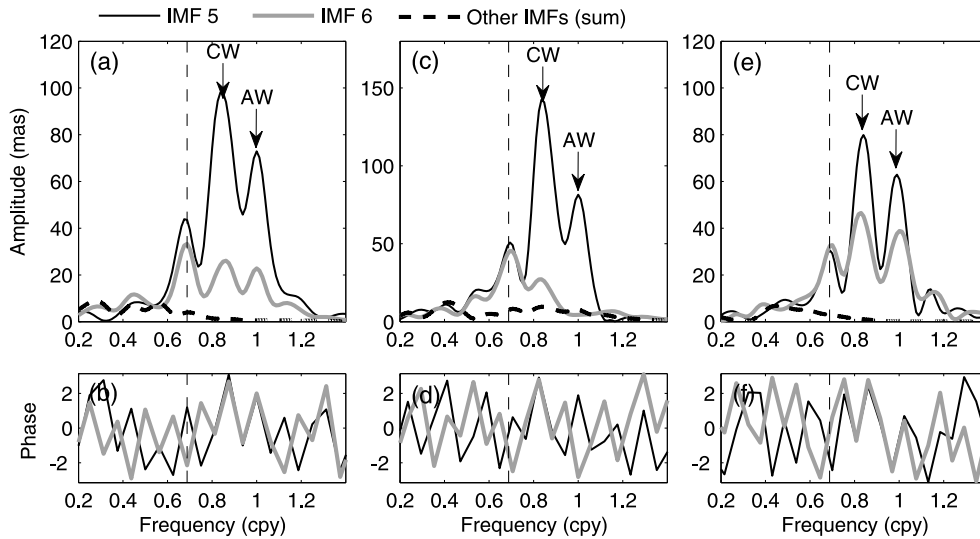 IMF 5 IMF 6 Other IMFs (sum)
(a) (c) (e)
CW AW CW AW CW AW
Amplitude (mas)
120 100 80 60 40 20 0
150 100 50 0
120 100 80 60 40 20 0
0.2 0.4 0.6 0.8 1 1.2 0.2 0.4 0.6 0.8 1 1.2 0.2 0.4 0.6 0.8 1 1.2
(b) (d) (f)
Phase
2 0 -2
2 0 -2
2 0 -2
0.2 0.4 0.6 0.8 1 1.2 0.2 0.4 0.6 0.8 1 1.2 0.2 0.4 0.6 0.8 1 1.2
Frequency (cpy) Frequency (cpy) Frequency (cpy)